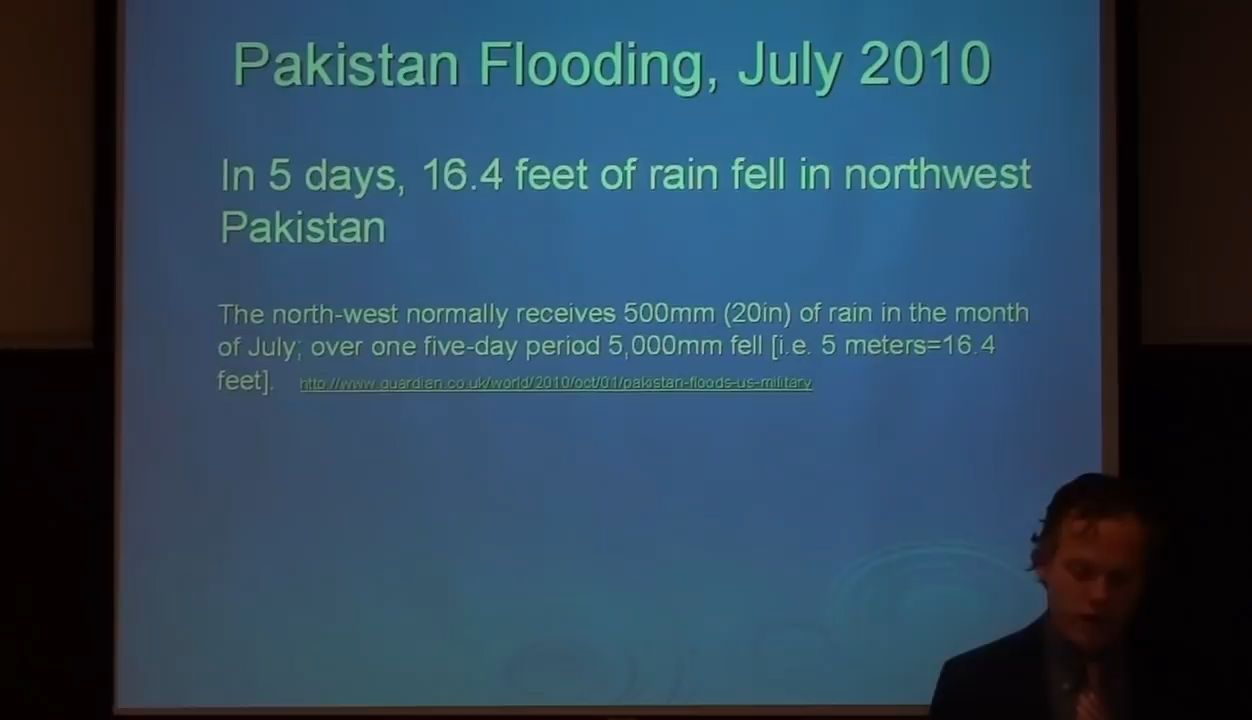 Pakistan Flooding, July 2010
In 5 days, 16.4 feet of rain fell in northwest
Pakistan
The north-west normally receives 500mm (20in) of rain in the month
of July; over one five-day period 5,000mm fell [i.e. 5 meters=16.4
feet]. http://www.guardian.co.uk/world/2010/oct/01/pakistan-floods-us-military